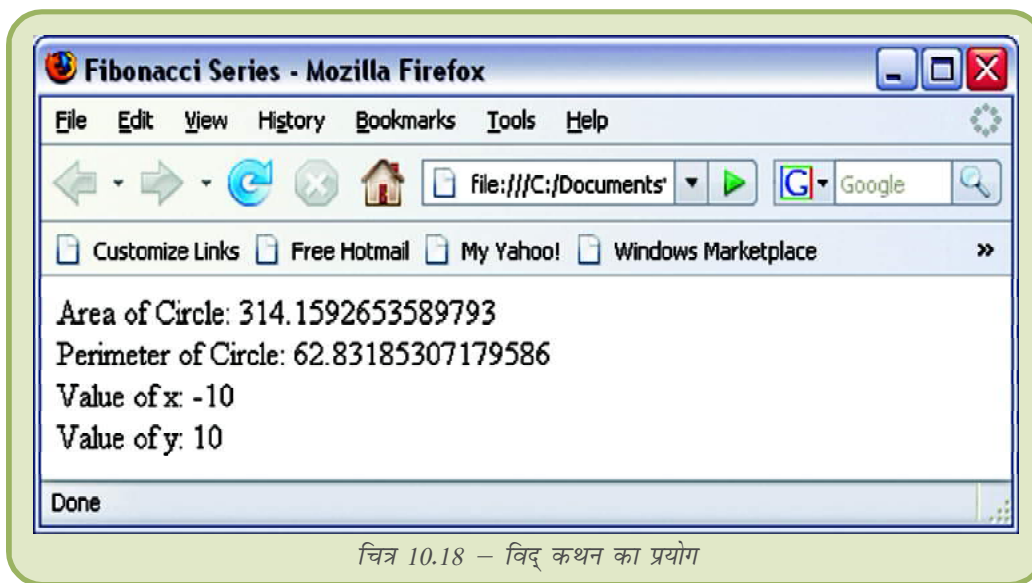 Fibonacci Series - Mozilla Firefox
File Edit View History Bookmarks Tools Help
file:///C:/Documents' G Google
Customize Links Free Hotmail My Yahoo! Windows Marketplace »
Area of Circle: 314.1592653589793
Perimeter of Circle: 62.83185307179586
Value of x: -10
Value of y: 10
Done
चित्र 10.18 – विद् कथन का प्रयोग